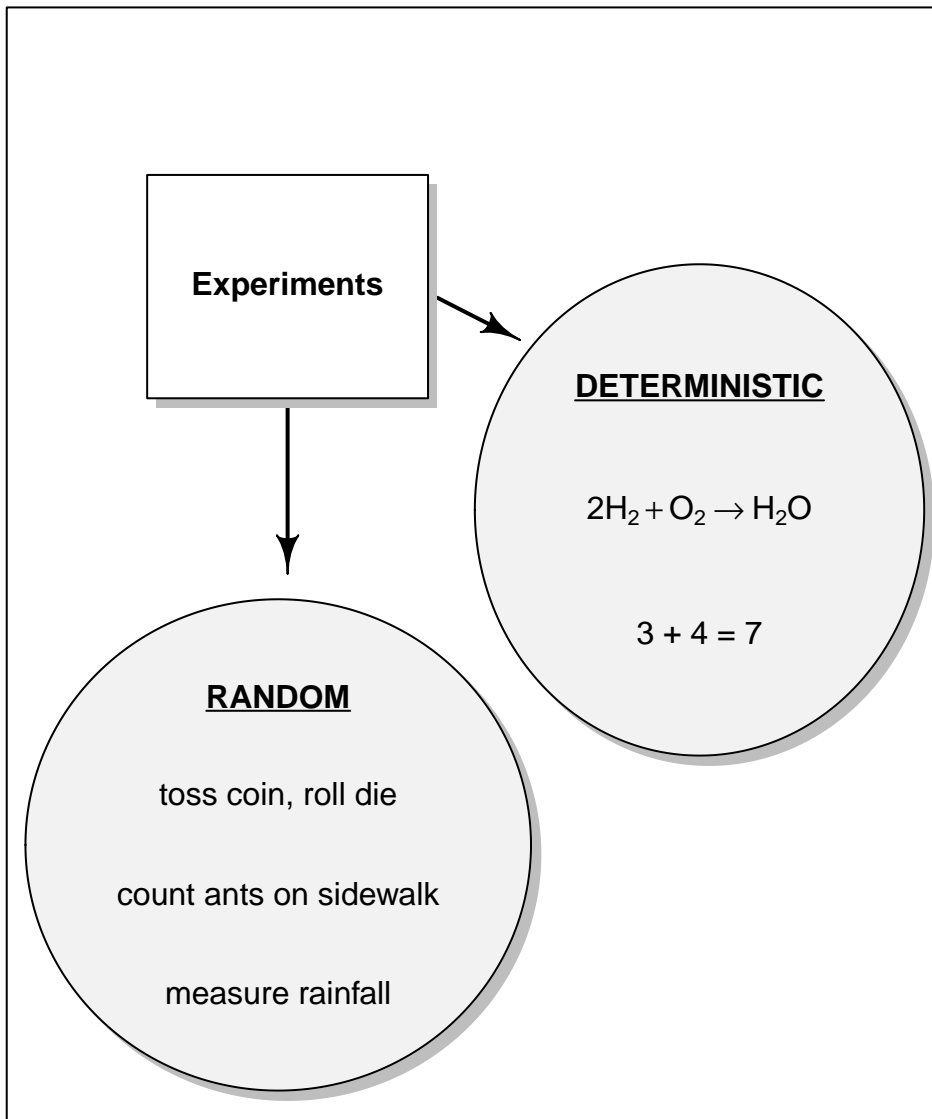 Experiments
DETERMINISTIC
2H₂ + O₂ → H₂O
3 + 4 = 7
RANDOM
toss coin, roll die
count ants on sidewalk
measure rainfall